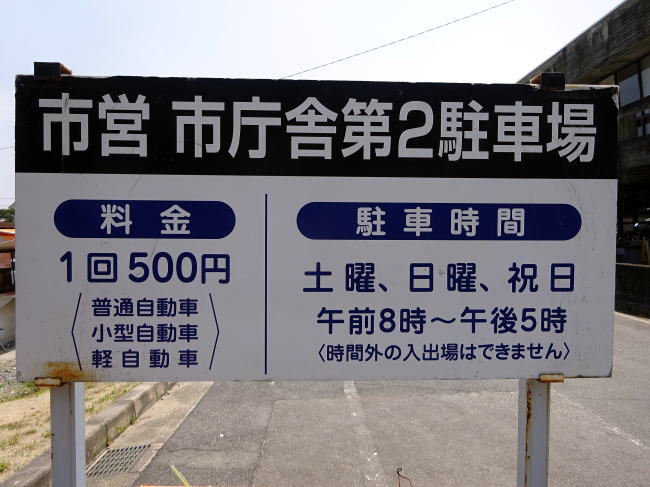 市営 市庁舎第2駐車場
料金
1回500円
〈普通自動車
小型自動車
軽自動車〉
駐車時間
土曜、日曜、祝日
午前8時～午後5時
〈時間外の入出場はできません〉